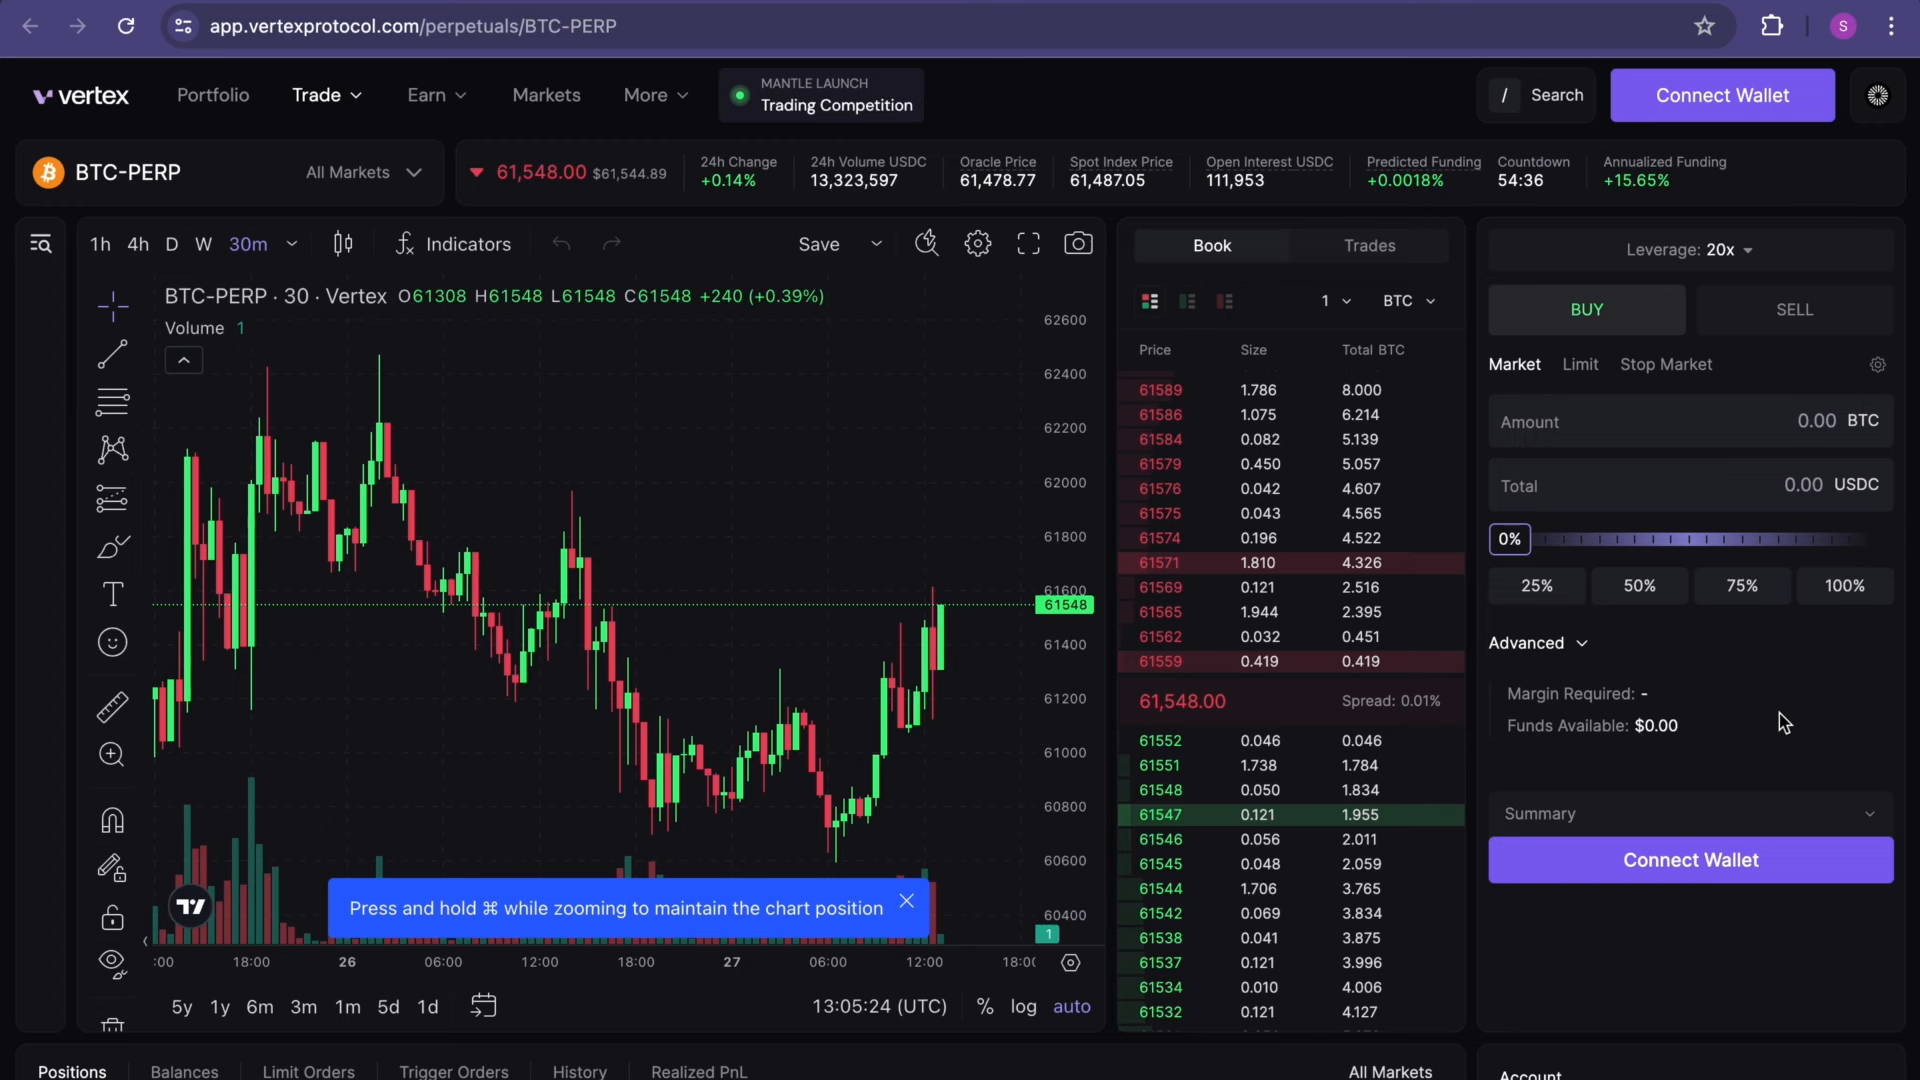 app.vertexprotocol.com/perpetuals/BTC-PERP
S
vertex
Portfolio
Trade
Earn
Markets
More
MANTLE LAUNCH
Trading Competition
/ Search
Connect Wallet
BTC-PERP
All Markets
61,548.00 $61,544.89
24h Change
+0.14%
24h Volume USDC
13,323,597
Oracle Price
61,478.77
Spot Index Price
61,487.05
Open Interest USDC
111,953
Predicted Funding
+0.0018%
Countdown
54:36
Annualized Funding
+15.65%
1h 4h D W 30m
Indicators
Save
BTC-PERP · 30 · Vertex O61308 H61548 L61548 C61548 +240 (+0.39%)
Volume 1
62600
62400
62200
62000
61800
61600
61548
61400
61200
61000
60800
60600
60400
1
Press and hold ⌘ while zooming to maintain the chart position
:00 18:00 26 06:00 12:00 18:00 27 06:00 12:00 18:0
5y 1y 6m 3m 1m 5d 1d
13:05:24 (UTC) % log auto
Book Trades
1 BTC
Price Size Total BTC
61589 1.786 8.000
61586 1.075 6.214
61584 0.082 5.139
61579 0.450 5.057
61576 0.042 4.607
61575 0.043 4.565
61574 0.196 4.522
61571 1.810 4.326
61569 0.121 2.516
61565 1.944 2.395
61562 0.032 0.451
61559 0.419 0.419
61,548.00 Spread: 0.01%
61552 0.046 0.046
61551 1.738 1.784
61548 0.050 1.834
61547 0.121 1.955
61546 0.056 2.011
61545 0.048 2.059
61544 1.706 3.765
61542 0.069 3.834
61538 0.041 3.875
61537 0.121 3.996
61534 0.010 4.006
61532 0.121 4.127
Leverage: 20x
BUY SELL
Market Limit Stop Market
Amount 0.00 BTC
Total 0.00 USDC
0%
25% 50% 75% 100%
Advanced
Margin Required: -
Funds Available: $0.00
Summary
Connect Wallet
Positions Balances Limit Orders Trigger Orders History Realized PnL
All Markets
Account